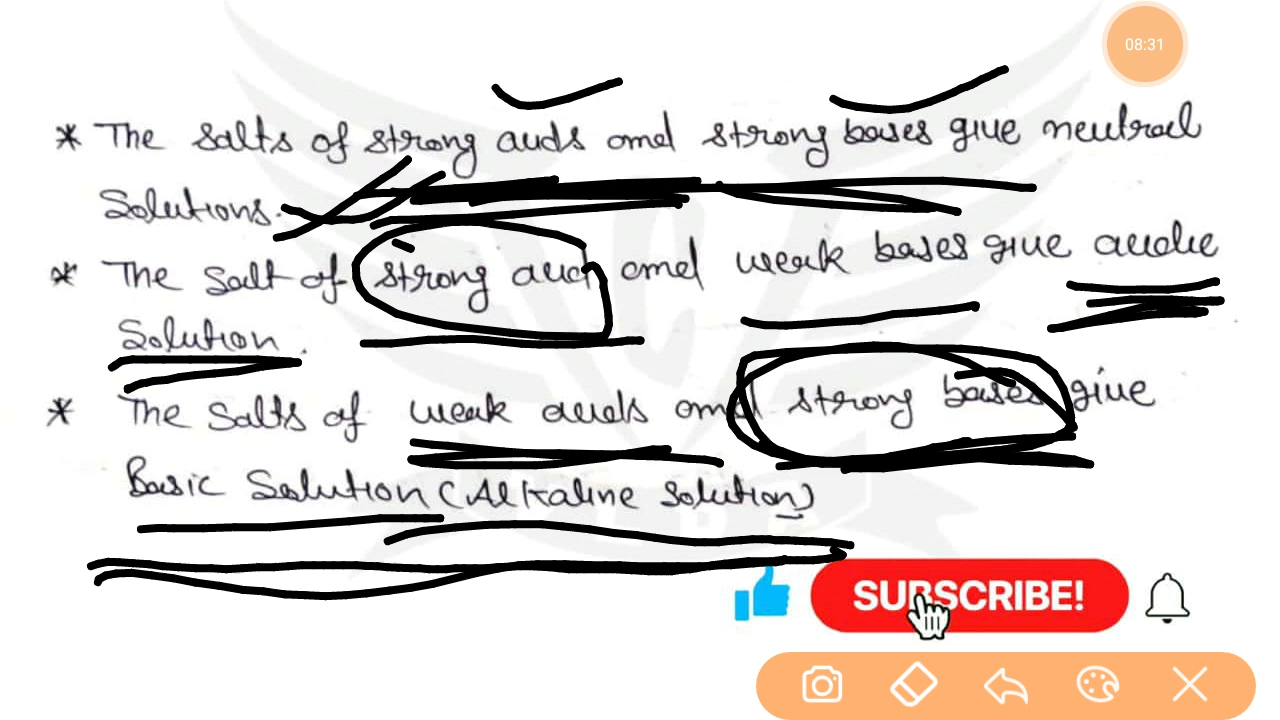 08:31
* The salts of strong acids and strong bases give neutral
Solutions.
* The Salt of strong acid and weak bases give acidic
Solution.
* The Salts of weak acids and strong bases give
Basic Solution (Alkaline solution)
SUBSCRIBE!